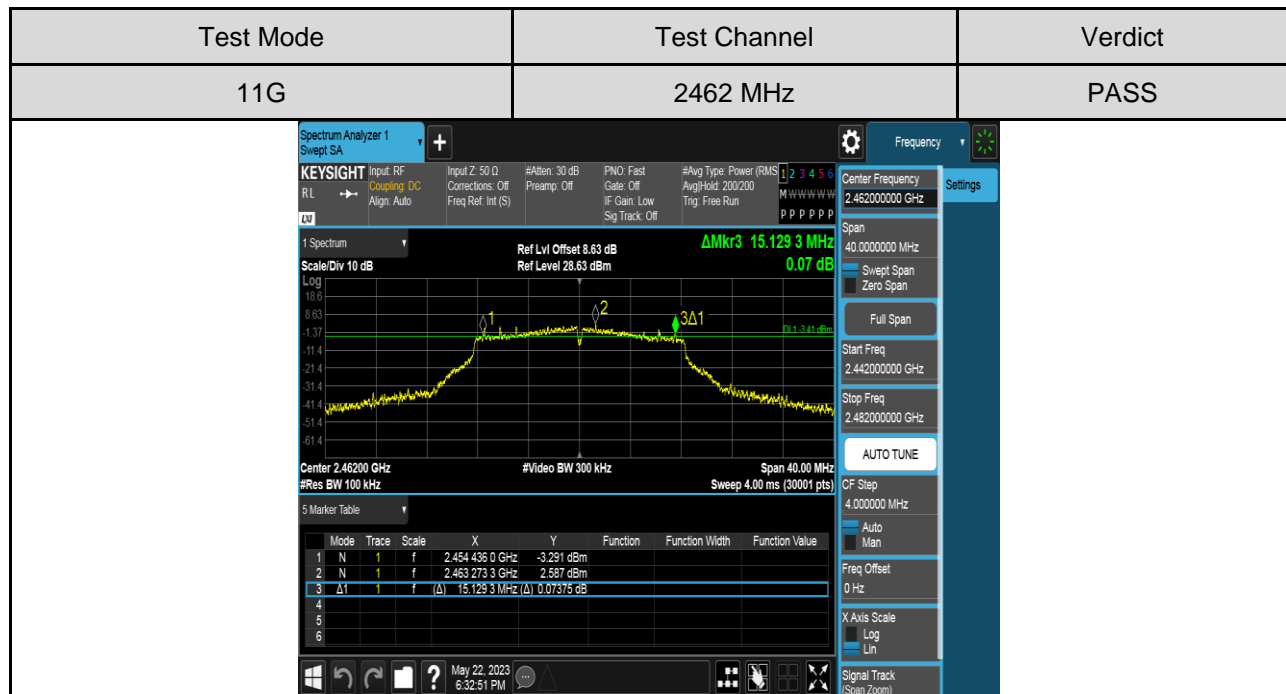 Test Mode Test Channel Verdict
11G 2462 MHz PASS
Spectrum Analyzer 1
Swept SA
+
Frequency
KEYSIGHT
RL
LXI
Input: RF
Coupling: DC
Align: Auto
Input Z: 50 Ω
Corrections: Off
Freq Ref: Int (S)
#Atten: 30 dB
Preamp: Off
PNO: Fast
Gate: Off
IF Gain: Low
Sig Track: Off
#Avg Type: Power (RMS
Avg|Hold: 200/200
Trig: Free Run
1 2 3 4 5 6
M W W W W W
P P P P P P
1 Spectrum
Scale/Div 10 dB
Ref Lvl Offset 8.63 dB
Ref Level 28.63 dBm
ΔMkr3 15.129 3 MHz
0.07 dB
Log
18.6
8.63
-1.37
-11.4
-21.4
-31.4
-41.4
-51.4
-61.4
1
2
3Δ1
DL1 -3.41 dBm
Center 2.46200 GHz
#Res BW 100 kHz
#Video BW 300 kHz
Span 40.00 MHz
Sweep 4.00 ms (30001 pts)
5 Marker Table
Mode Trace Scale X Y Function Function Width Function Value
1 N 1 f 2.454 436 0 GHz -3.291 dBm
2 N 1 f 2.463 273 3 GHz 2.587 dBm
3 Δ1 1 f (Δ) 15.129 3 MHz (Δ) 0.07375 dB
4
5
6
?
May 22, 2023
6:32:51 PM
Settings
Center Frequency
2.462000000 GHz
Span
40.0000000 MHz
Swept Span
Zero Span
Full Span
Start Freq
2.442000000 GHz
Stop Freq
2.482000000 GHz
AUTO TUNE
CF Step
4.000000 MHz
Auto
Man
Freq Offset
0 Hz
X Axis Scale
Log
Lin
Signal Track
(Span Zoom)